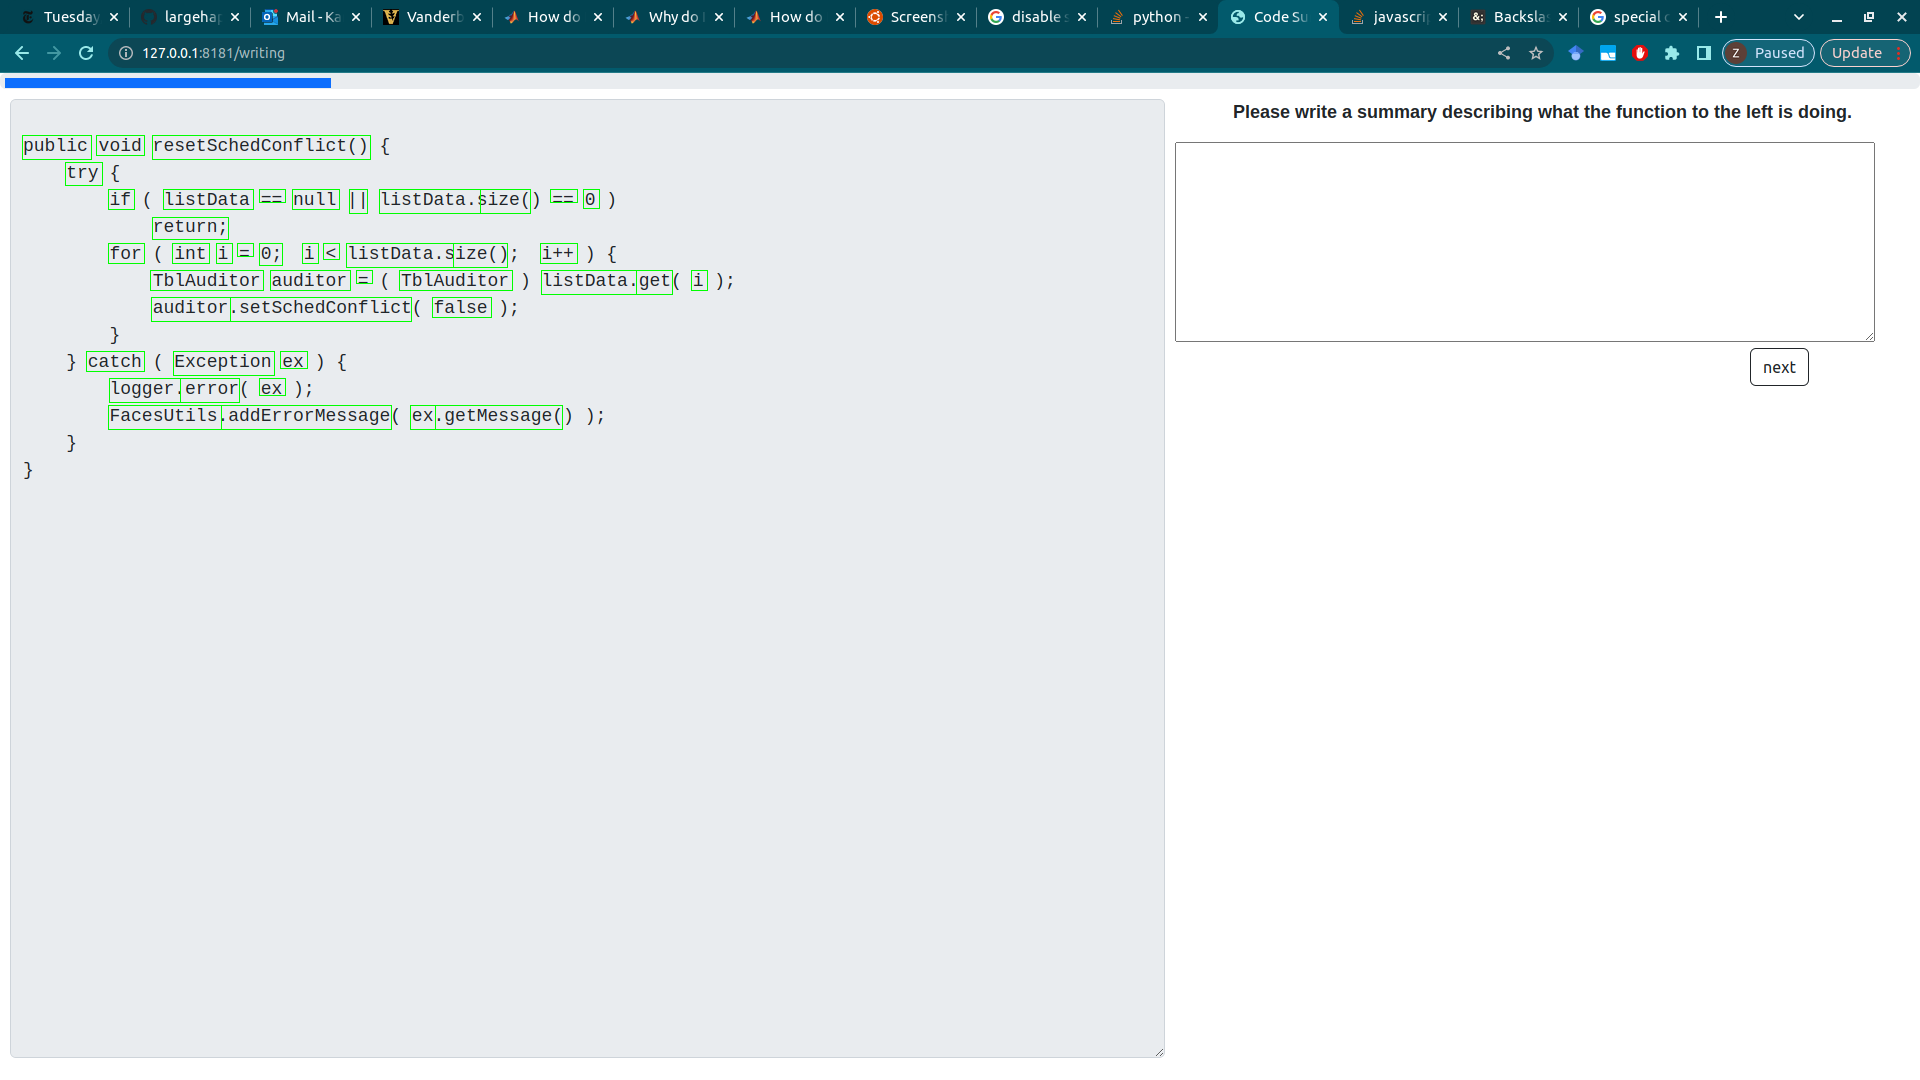 Tuesday
largehap
Mail - Ka
Vanderb
How do
Why do
How do
Screens
disable s
python -
Code Su
javascrip
Backslas
special c
127.0.0.1:8181/writing
Z Paused
Update
Please write a summary describing what the function to the left is doing.
public void resetSchedConflict() {
    try {
        if ( listData == null || listData.size() == 0 )
            return;
        for ( int i = 0;  i < listData.size();  i++ ) {
            TblAuditor auditor = ( TblAuditor ) listData.get( i );
            auditor.setSchedConflict( false );
        }
    } catch ( Exception ex ) {
        logger.error( ex );
        FacesUtils.addErrorMessage( ex.getMessage() );
    }
}
next